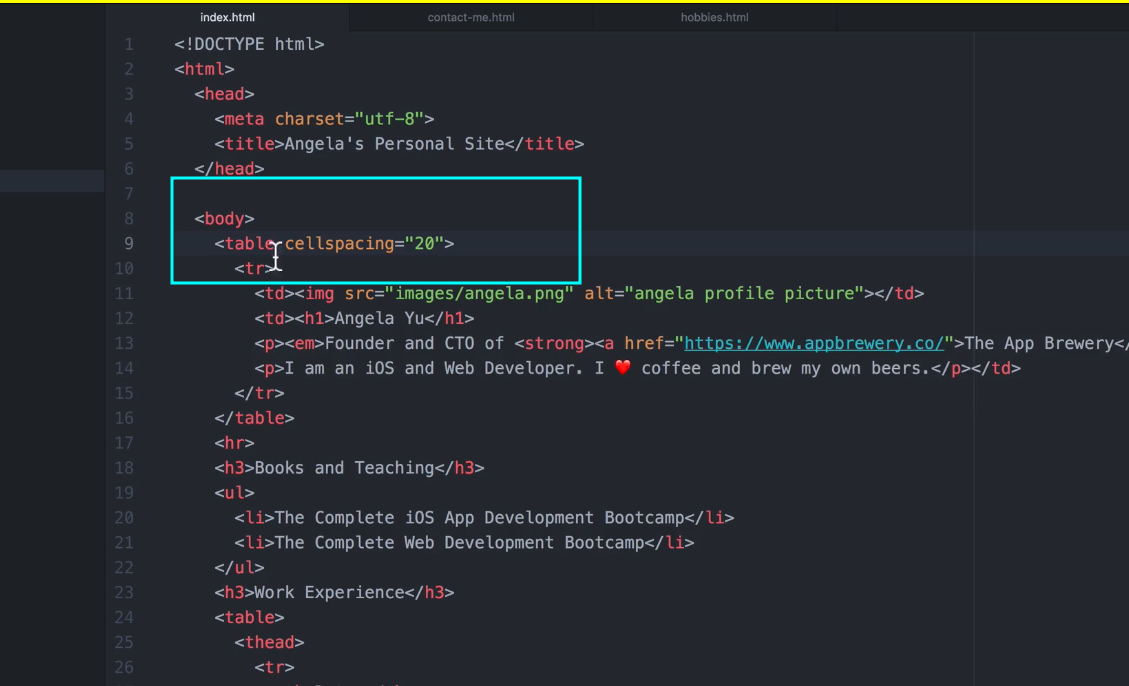 index.html contact-me.html hobbies.html
1 <!DOCTYPE html>
2 <html>
3 <head>
4 <meta charset="utf-8">
5 <title>Angela's Personal Site</title>
6 </head>
7
8 <body>
9 <table cellspacing="20">
10 <tr>
11 <td><img src="images/angela.png" alt="angela profile picture"></td>
12 <td><h1>Angela Yu</h1>
13 <p><em>Founder and CTO of <strong><a href="https://www.appbrewery.co/">The App Brewery</
14 <p>I am an iOS and Web Developer. I ❤️ coffee and brew my own beers.</p></td>
15 </tr>
16 </table>
17 <hr>
18 <h3>Books and Teaching</h3>
19 <ul>
20 <li>The Complete iOS App Development Bootcamp</li>
21 <li>The Complete Web Development Bootcamp</li>
22 </ul>
23 <h3>Work Experience</h3>
24 <table>
25 <thead>
26 <tr>